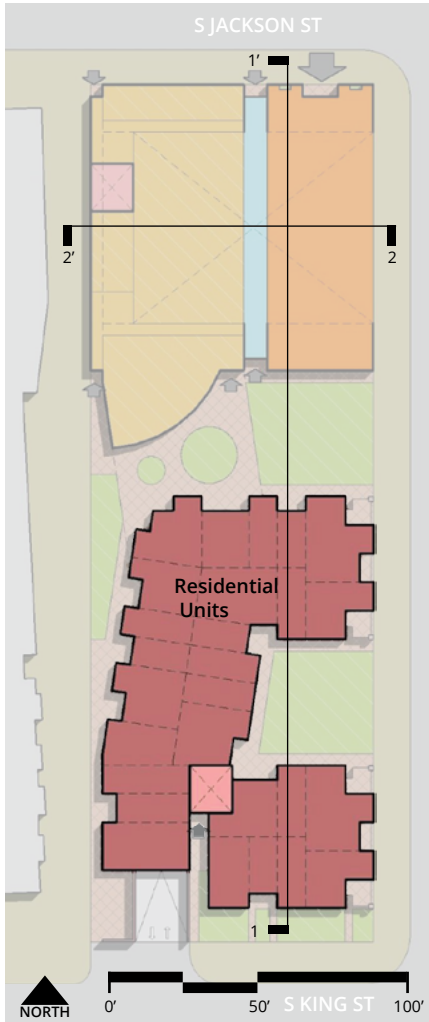 S JACKSON ST
1’
2’
2
Residential
Units
1
NORTH
0’
50’
S KING ST
100’